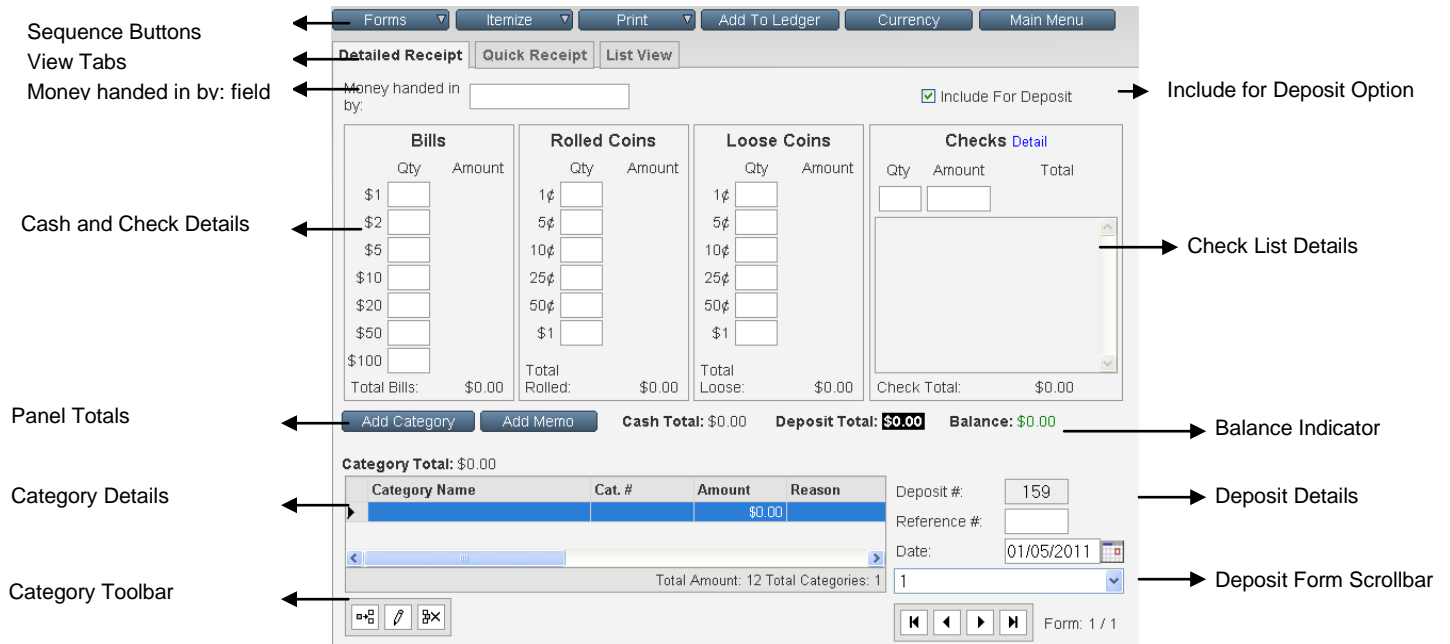 Forms Itemize Print Add To Ledger Currency Main Menu
Sequence Buttons
Detailed Receipt Quick Receipt List View
View Tabs
Money handed in by: field
Money handed in
by:
Include For Deposit
Include for Deposit Option
Bills Rolled Coins Loose Coins Checks Detail
Qty Amount Qty Amount Qty Amount Qty Amount Total
$1 1¢ 1¢
Cash and Check Details
$2 5¢ 5¢
$5 10¢ 10¢
Check List Details
$10 25¢ 25¢
$20 50¢ 50¢
$50 $1 $1
$100
Total Bills: $0.00
Total
Rolled: $0.00
Total
Loose: $0.00
Check Total: $0.00
Panel Totals
Add Category Add Memo Cash Total: $0.00 Deposit Total: $0.00 Balance: $0.00
Balance Indicator
Category Total: $0.00
Category Details
Category Name Cat. # Amount Reason
$0.00
Total Amount: 12 Total Categories: 1
Deposit #: 159
Deposit Details
Reference #:
Date: 01/05/2011
1
Deposit Form Scrollbar
Category Toolbar
Form: 1 / 1